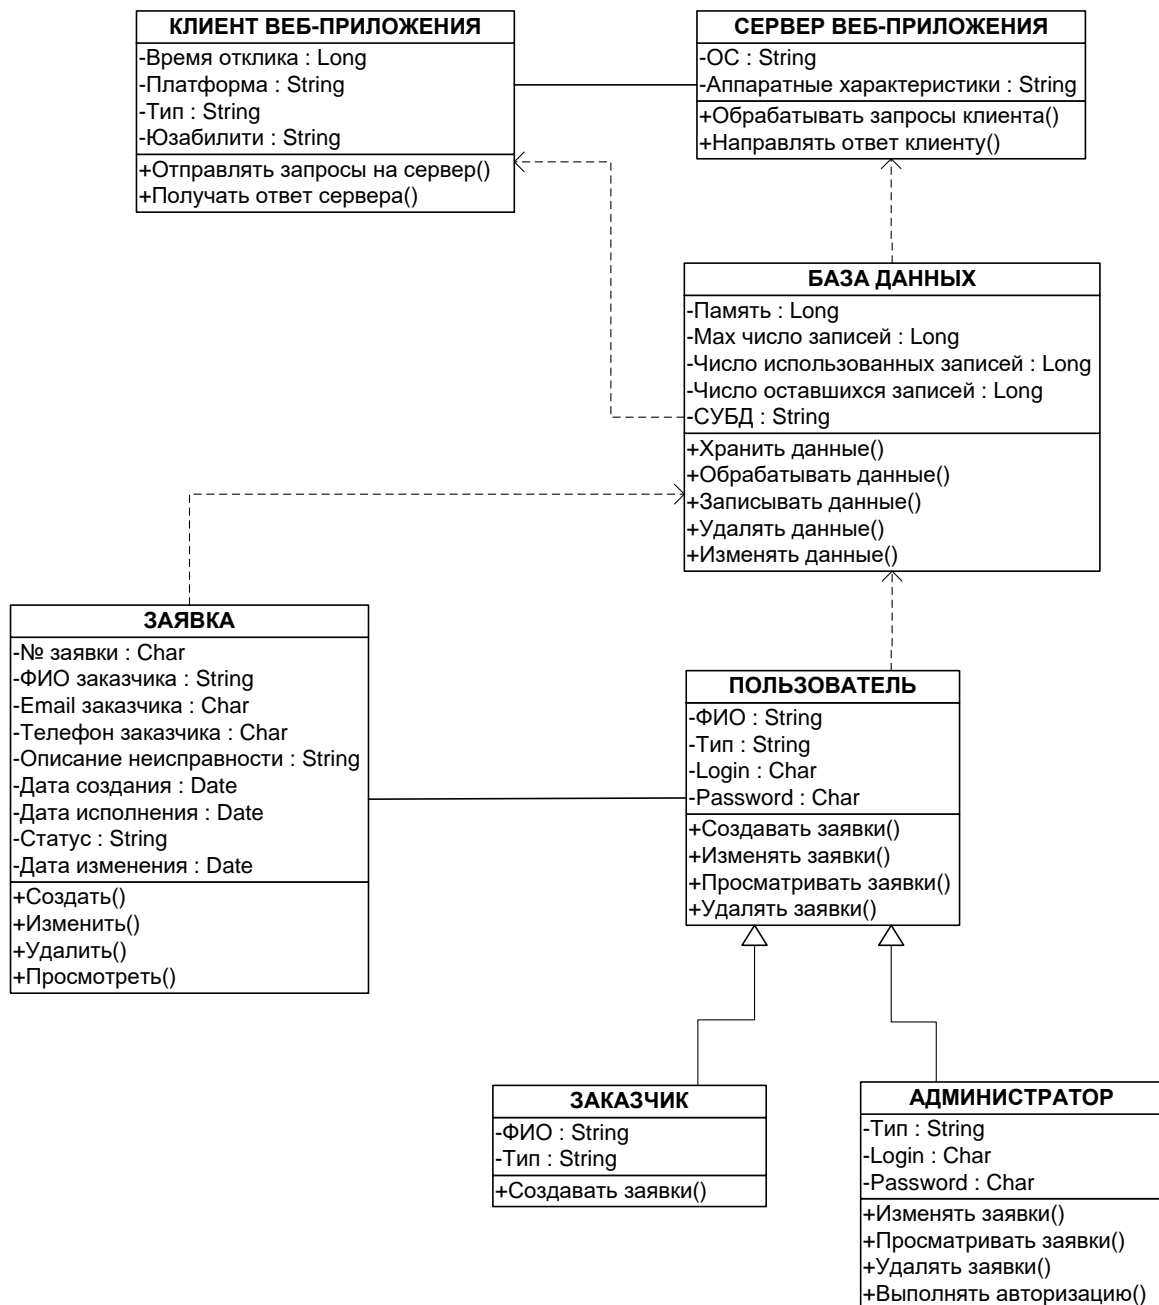 КЛИЕНТ ВЕБ-ПРИЛОЖЕНИЯ
-Время отклика : Long
-Платформа : String
-Тип : String
-Юзабилити : String
+Отправлять запросы на сервер()
+Получать ответ сервера()
СЕРВЕР ВЕБ-ПРИЛОЖЕНИЯ
-ОС : String
-Аппаратные характеристики : String
+Обрабатывать запросы клиента()
+Направлять ответ клиенту()
БАЗА ДАННЫХ
-Память : Long
-Max число записей : Long
-Число использованных записей : Long
-Число оставшихся записей : Long
-СУБД : String
+Хранить данные()
+Обрабатывать данные()
+Записывать данные()
+Удалять данные()
+Изменять данные()
ЗАЯВКА
-№ заявки : Char
-ФИО заказчика : String
-Email заказчика : Char
-Телефон заказчика : Char
-Описание неисправности : String
-Дата создания : Date
-Дата исполнения : Date
-Статус : String
-Дата изменения : Date
+Создать()
+Изменить()
+Удалить()
+Просмотреть()
ПОЛЬЗОВАТЕЛЬ
-ФИО : String
-Тип : String
-Login : Char
-Password : Char
+Создавать заявки()
+Изменять заявки()
+Просматривать заявки()
+Удалять заявки()
ЗАКАЗЧИК
-ФИО : String
-Тип : String
+Создавать заявки()
АДМИНИСТРАТОР
-Тип : String
-Login : Char
-Password : Char
+Изменять заявки()
+Просматривать заявки()
+Удалять заявки()
+Выполнять авторизацию()